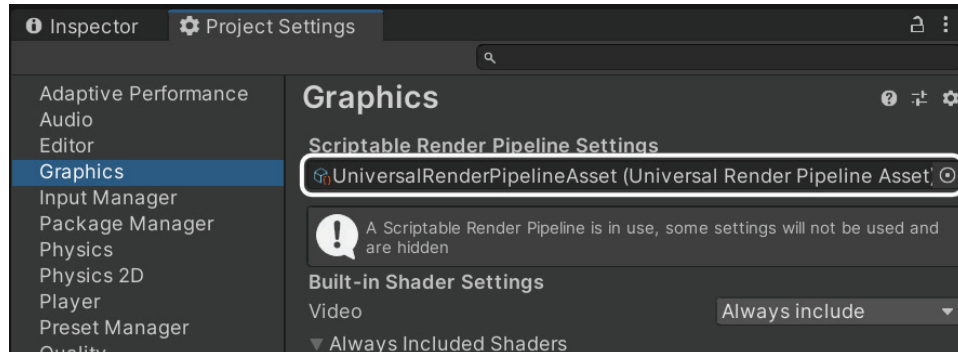 Inspector
Project Settings
Adaptive Performance
Audio
Editor
Graphics
Input Manager
Package Manager
Physics
Physics 2D
Player
Preset Manager
Quality
Graphics
Scriptable Render Pipeline Settings
UniversalRenderPipelineAsset (Universal Render Pipeline Asset)
A Scriptable Render Pipeline is in use, some settings will not be used and
are hidden
Built-in Shader Settings
Video
Always include
Always Included Shaders